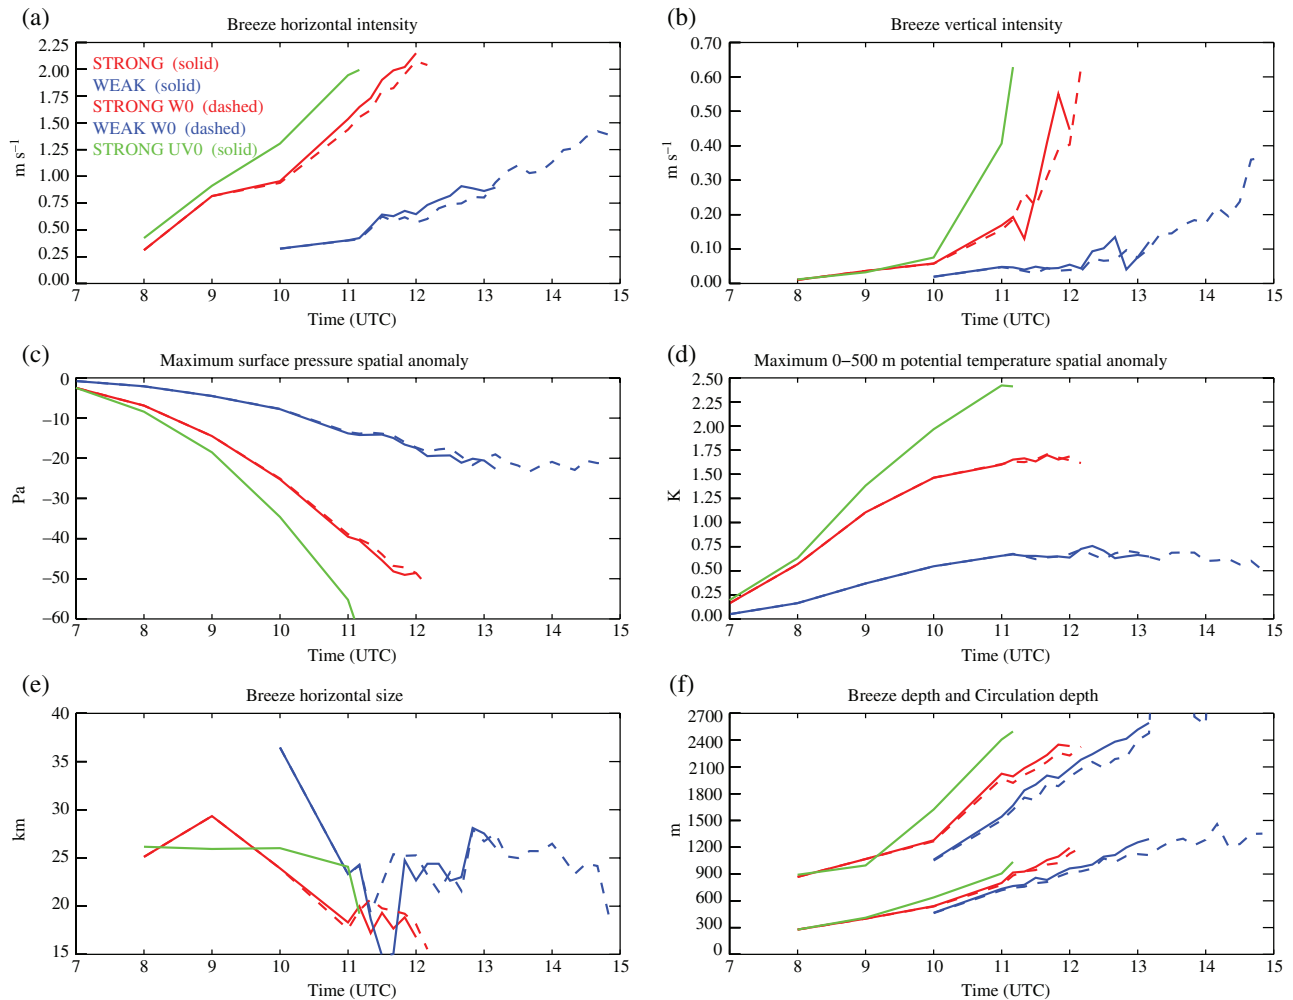 (a)
Breeze horizontal intensity
2.25
2.00
1.75
1.50
1.25
1.00
0.75
0.50
0.25
0.00
m s⁻¹
STRONG (solid)
WEAK (solid)
STRONG W0 (dashed)
WEAK W0 (dashed)
STRONG UV0 (solid)
7 8 9 10 11 12 13 14 15
Time (UTC)
(b)
Breeze vertical intensity
0.70
0.60
0.50
0.40
0.30
0.20
0.10
0.00
m s⁻¹
7 8 9 10 11 12 13 14 15
Time (UTC)
(c)
Maximum surface pressure spatial anomaly
0
−10
−20
−30
−40
−50
−60
Pa
7 8 9 10 11 12 13 14 15
Time (UTC)
(d)
Maximum 0−500 m potential temperature spatial anomaly
2.50
2.25
2.00
1.75
1.50
1.25
1.00
0.75
0.50
0.25
0.00
K
7 8 9 10 11 12 13 14 15
Time (UTC)
(e)
Breeze horizontal size
40
35
30
25
20
15
km
7 8 9 10 11 12 13 14 15
Time (UTC)
(f)
Breeze depth and Circulation depth
2700
2400
2100
1800
1500
1200
900
600
300
0
m
7 8 9 10 11 12 13 14 15
Time (UTC)